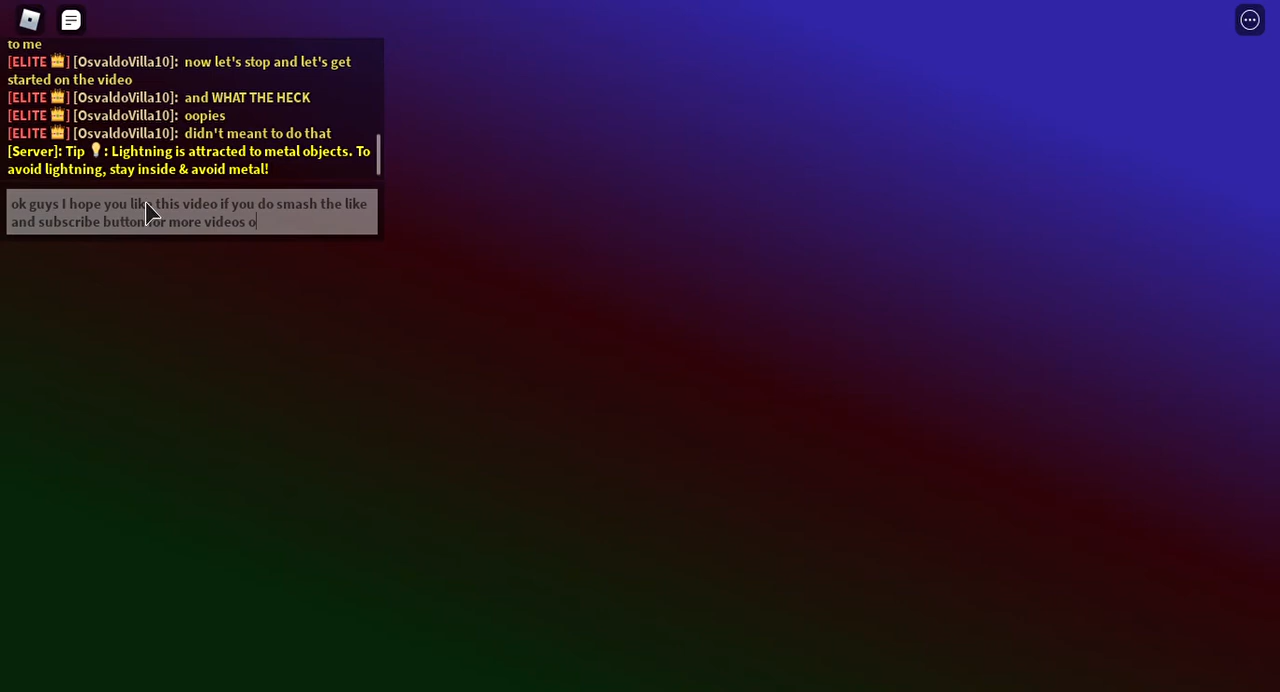 to me
[ELITE 👑] [OsvaldoVilla10]: now let's stop and let's get
started on the video
[ELITE 👑] [OsvaldoVilla10]: and WHAT THE HECK
[ELITE 👑] [OsvaldoVilla10]: oopies
[ELITE 👑] [OsvaldoVilla10]: didn't meant to do that
[Server]: Tip 💡: Lightning is attracted to metal objects. To
avoid lightning, stay inside & avoid metal!
ok guys I hope you like this video if you do smash the like
and subscribe button for more videos o